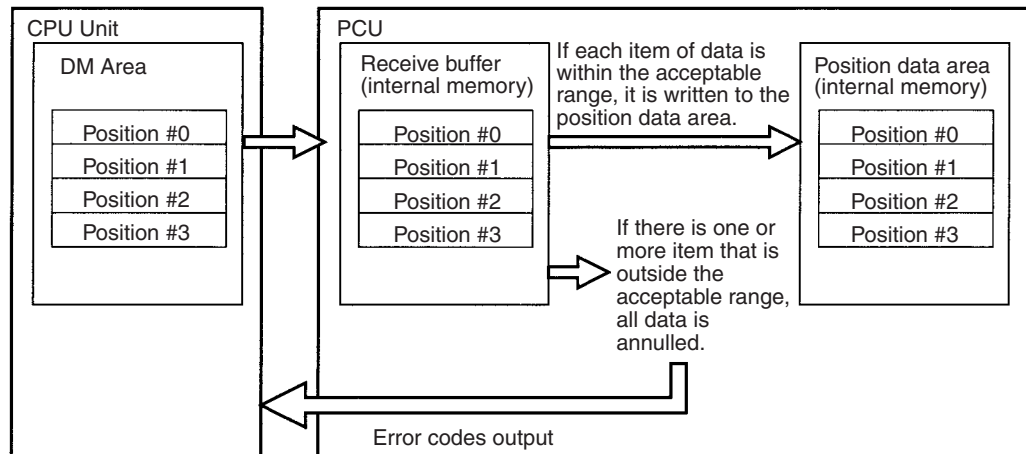 CPU Unit
DM Area
Position #0
Position #1
Position #2
Position #3
PCU
Receive buffer
(internal memory)
Position #0
Position #1
Position #2
Position #3
If each item of data is
within the acceptable
range, it is written to the
position data area.
If there is one or
more item that is
outside the
acceptable range,
all data is
annulled.
Position data area
(internal memory)
Position #0
Position #1
Position #2
Position #3
Error codes output